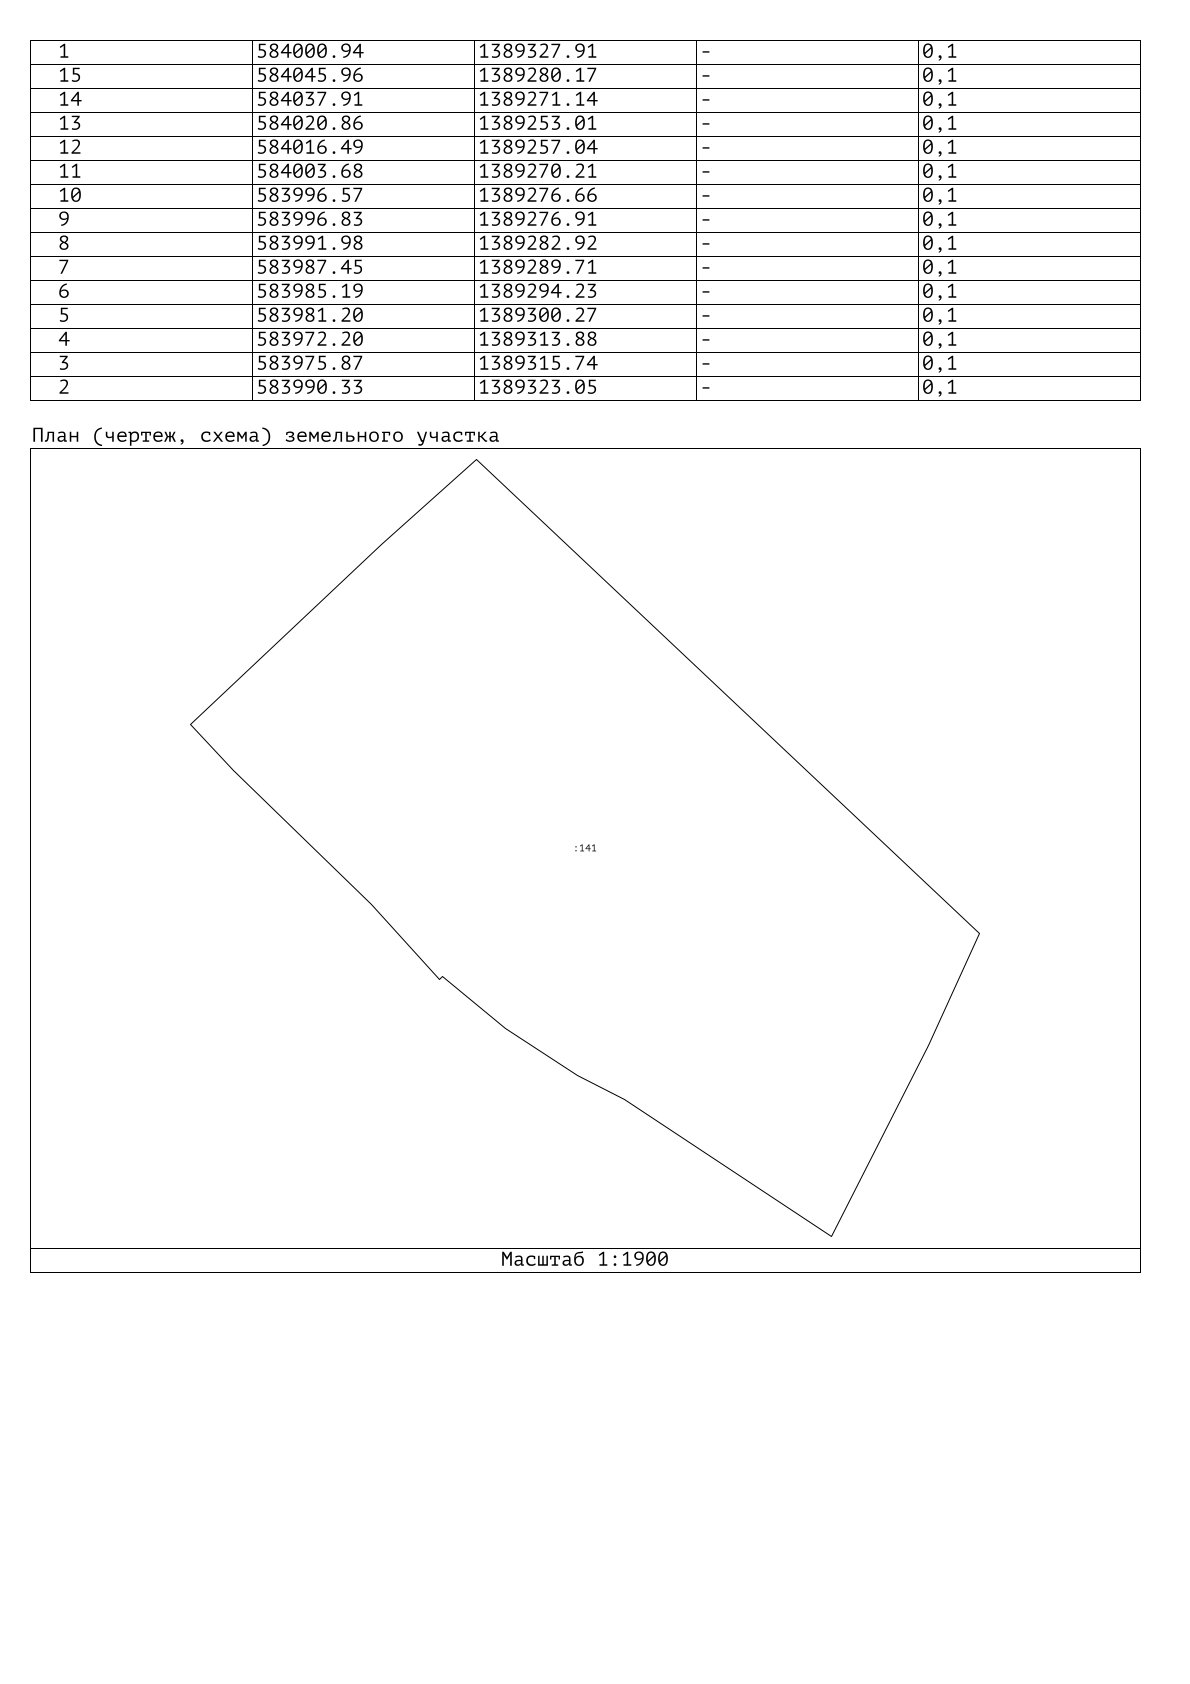 1 584000.94 1389327.91 - 0,1
15 584045.96 1389280.17 - 0,1
14 584037.91 1389271.14 - 0,1
13 584020.86 1389253.01 - 0,1
12 584016.49 1389257.04 - 0,1
11 584003.68 1389270.21 - 0,1
10 583996.57 1389276.66 - 0,1
9 583996.83 1389276.91 - 0,1
8 583991.98 1389282.92 - 0,1
7 583987.45 1389289.71 - 0,1
6 583985.19 1389294.23 - 0,1
5 583981.20 1389300.27 - 0,1
4 583972.20 1389313.88 - 0,1
3 583975.87 1389315.74 - 0,1
2 583990.33 1389323.05 - 0,1
План (чертеж, схема) земельного участка
:141
Масштаб 1:1900